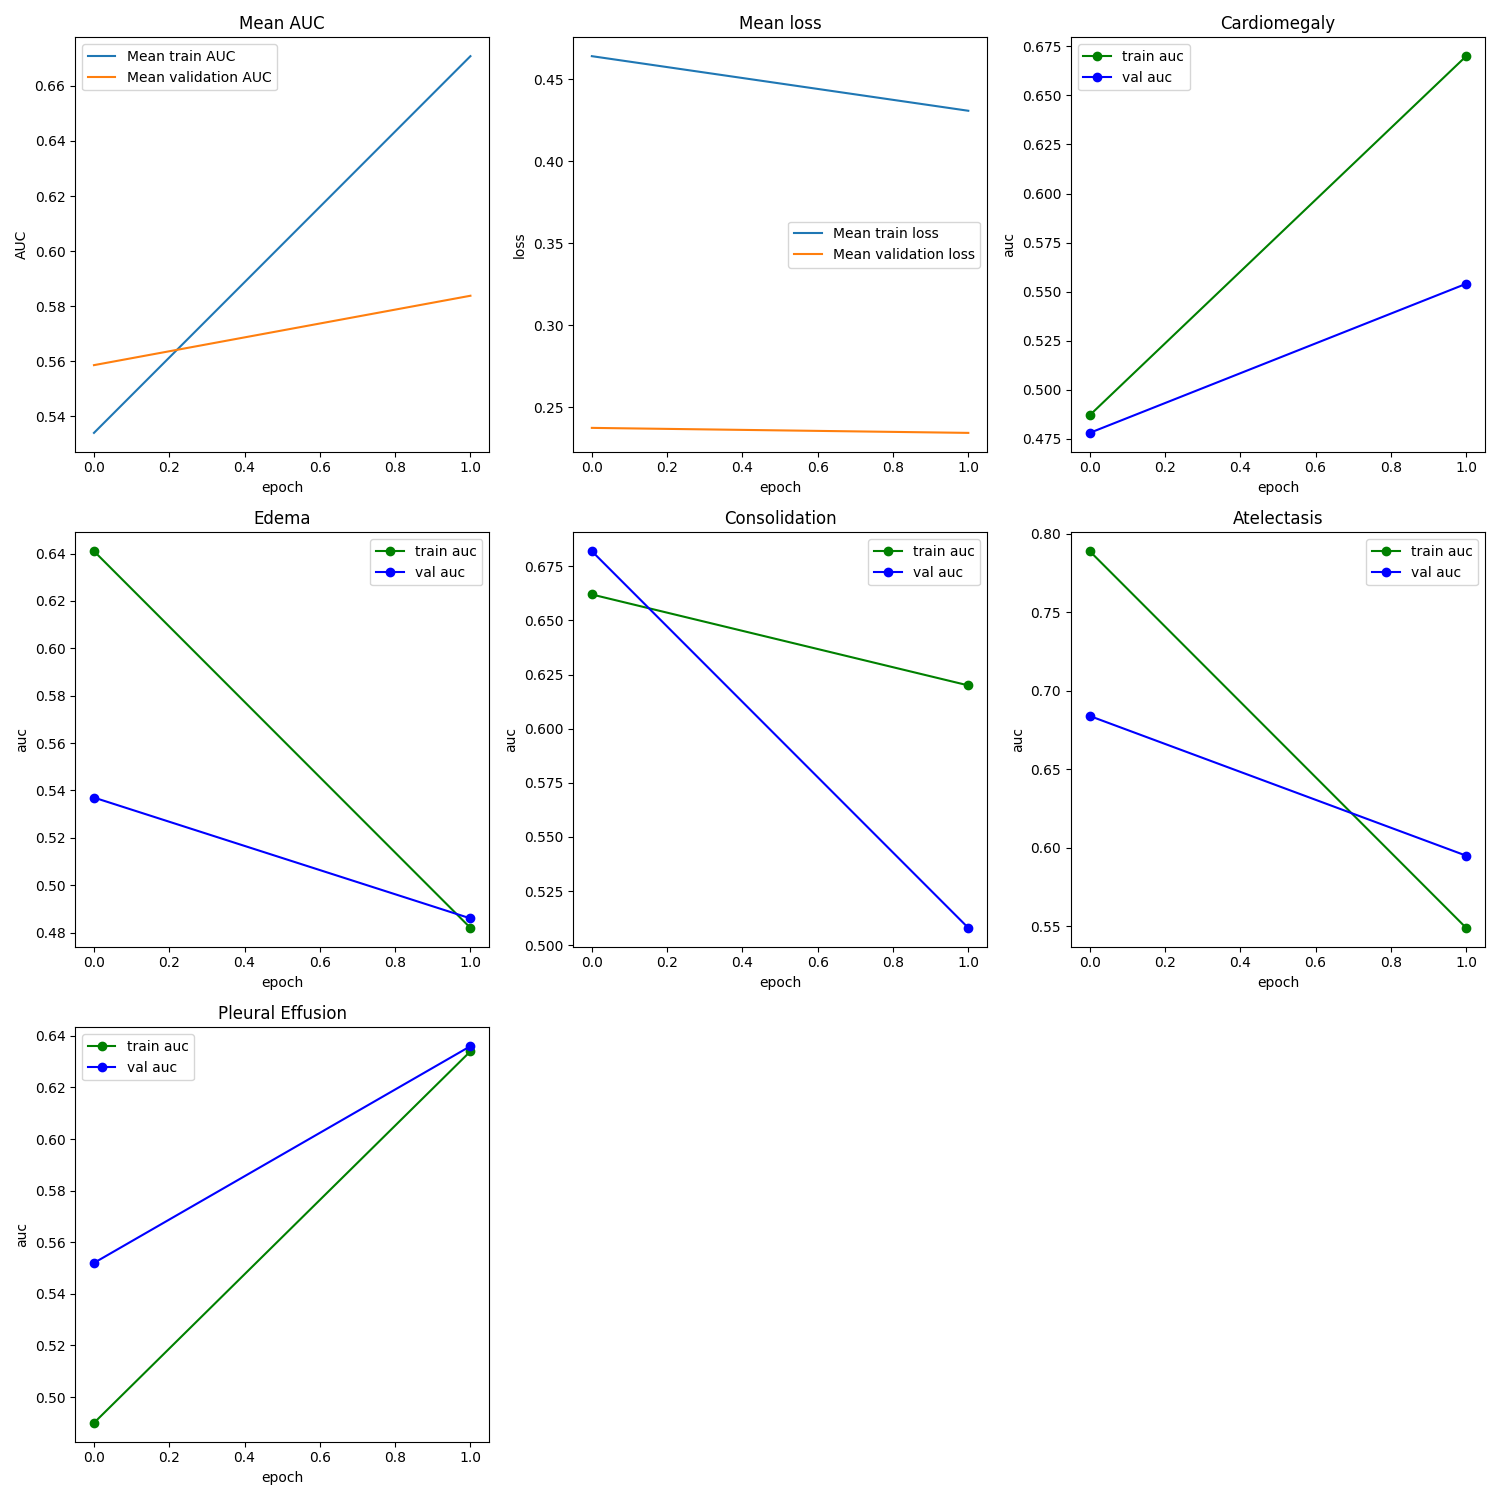 Mean AUC
Mean train AUC
Mean validation AUC
AUC
0.66
0.64
0.62
0.60
0.58
0.56
0.54
0.0 0.2 0.4 0.6 0.8 1.0
epoch
Mean loss
Mean train loss
Mean validation loss
loss
0.45
0.40
0.35
0.30
0.25
0.0 0.2 0.4 0.6 0.8 1.0
epoch
Cardiomegaly
train auc
val auc
auc
0.675
0.650
0.625
0.600
0.575
0.550
0.525
0.500
0.475
0.0 0.2 0.4 0.6 0.8 1.0
epoch
Edema
train auc
val auc
auc
0.64
0.62
0.60
0.58
0.56
0.54
0.52
0.50
0.48
0.0 0.2 0.4 0.6 0.8 1.0
epoch
Consolidation
train auc
val auc
auc
0.675
0.650
0.625
0.600
0.575
0.550
0.525
0.500
0.0 0.2 0.4 0.6 0.8 1.0
epoch
Atelectasis
train auc
val auc
auc
0.80
0.75
0.70
0.65
0.60
0.55
0.0 0.2 0.4 0.6 0.8 1.0
epoch
Pleural Effusion
train auc
val auc
auc
0.64
0.62
0.60
0.58
0.56
0.54
0.52
0.50
0.0 0.2 0.4 0.6 0.8 1.0
epoch